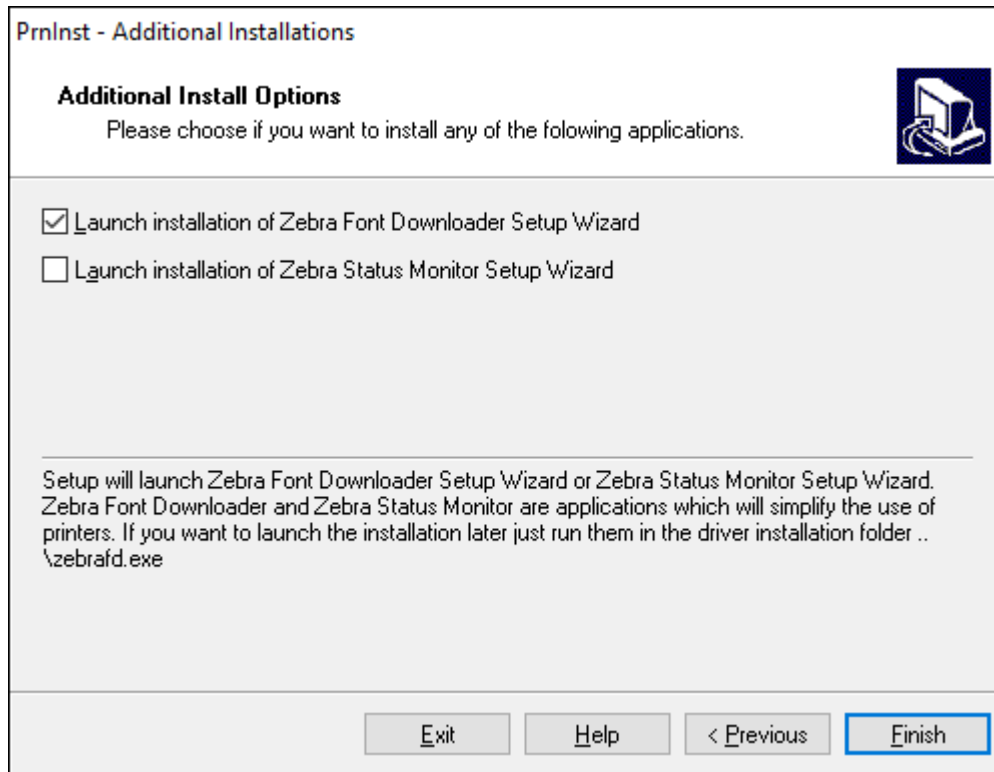 PrnInst - Additional Installations
Additional Install Options
Please choose if you want to install any of the folowing applications.
Launch installation of Zebra Font Downloader Setup Wizard
Launch installation of Zebra Status Monitor Setup Wizard
Setup will launch Zebra Font Downloader Setup Wizard or Zebra Status Monitor Setup Wizard.
Zebra Font Downloader and Zebra Status Monitor are applications which will simplify the use of
printers. If you want to launch the installation later just run them in the driver installation folder ..
\zebrafd.exe
Exit Help < Previous Finish